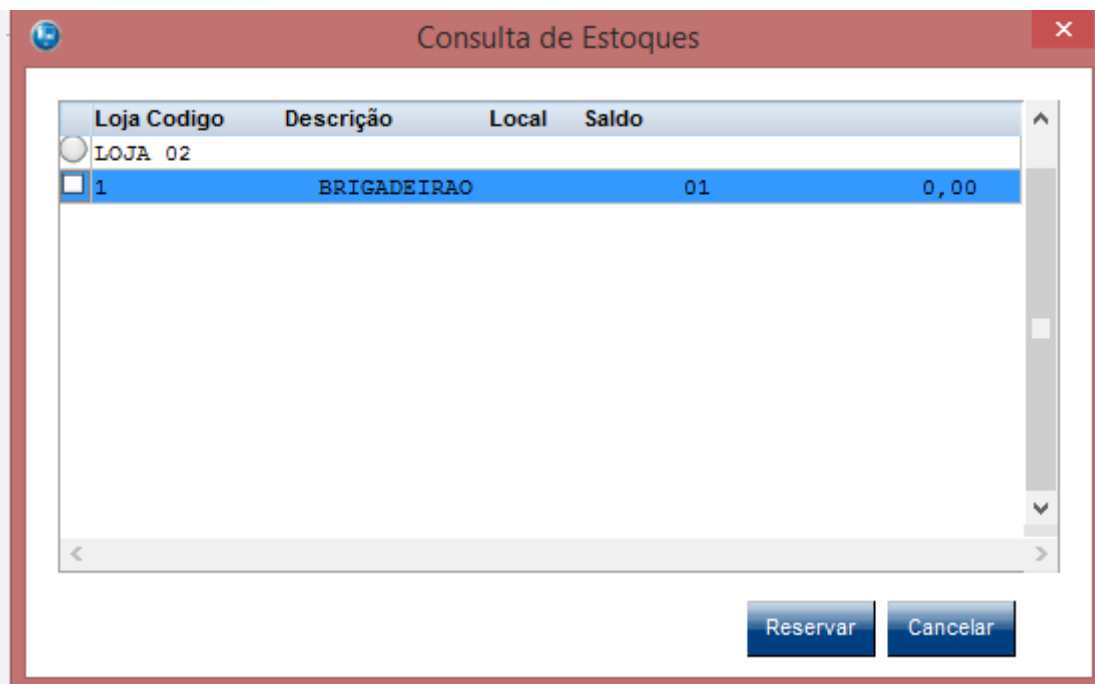 Consulta de Estoques
Loja Codigo Descrição Local Saldo
LOJA 02
1 BRIGADEIRAO 01 0,00
Reservar Cancelar